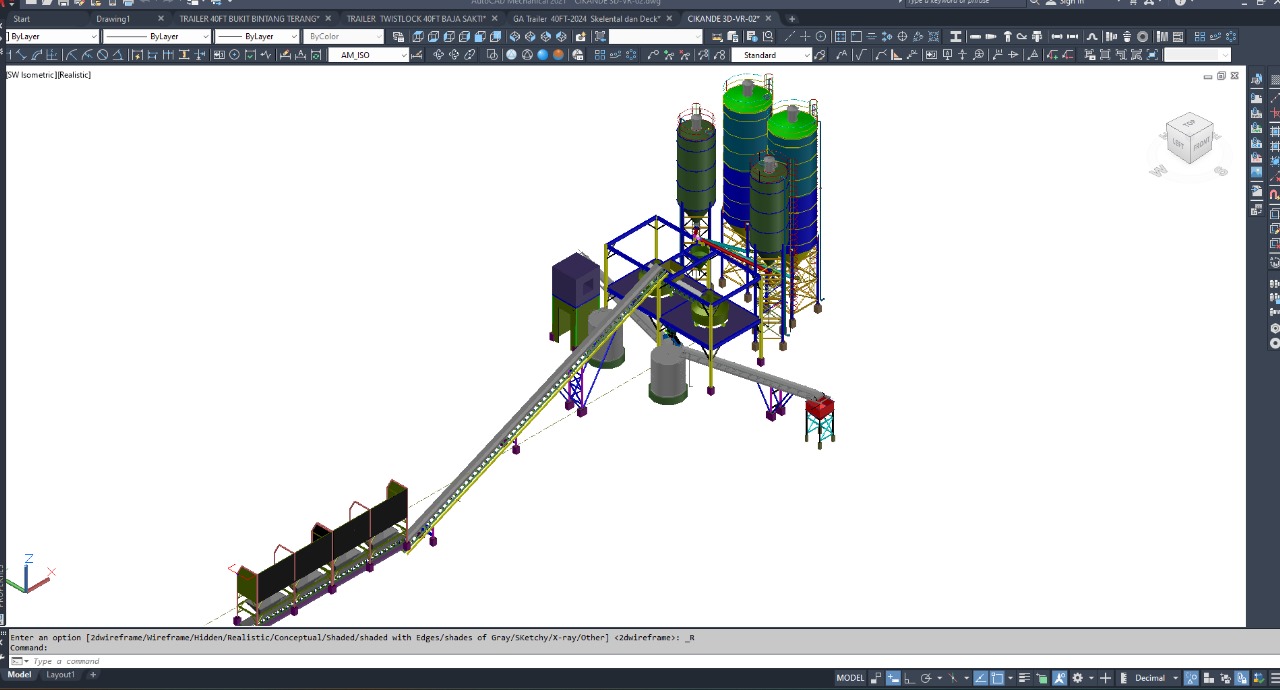 AutoCAD Mechanical 2021 - CIKANDE 3D-VR-02.dwg
Type a keyword or phrase
Sign In
Start
Drawing1
TRAILER 40FT BUKIT BINTANG TERANG*
TRAILER TWISTLOCK 40FT BAJA SAKTI*
GA Trailer 40FT-2024 Skelental dan Deck*
CIKANDE 3D-VR-02*
ByLayer
ByLayer
ByLayer
ByColor
AM_ISO
Standard
[SW Isometric][Realistic]
TOP
LEFT
FRONT
W
S
Z
X
PROPERTIES
Enter an option [2dwireframe/Wireframe/Hidden/Realistic/Conceptual/Shaded/shaded with Edges/shades of Gray/SKetchy/X-ray/Other] <2dwireframe>: _R
Command:
Type a command
Model
Layout1
MODEL
Decimal